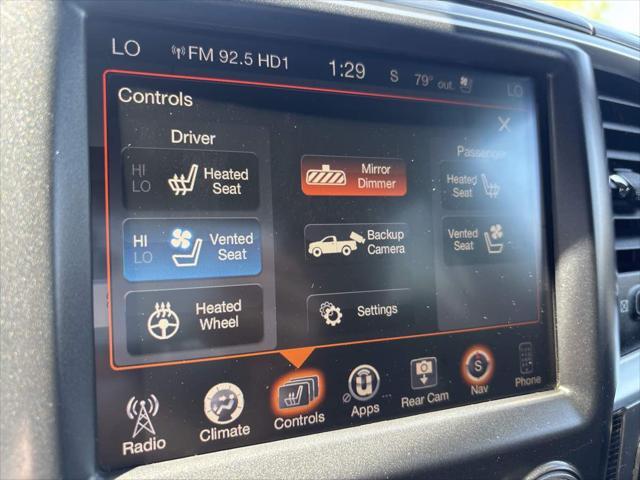 LO FM 92.5 HD1 1:29 S 79° out. LO
Controls
X
Driver
Passenger
HI
LO
Heated
Seat
Mirror
Dimmer
Heated
Seat
HI
LO
Vented
Seat
Backup
Camera
Vented
Seat
Heated
Wheel
Settings
Radio
Climate
Controls
Apps
Rear Cam
S
Nav
Phone